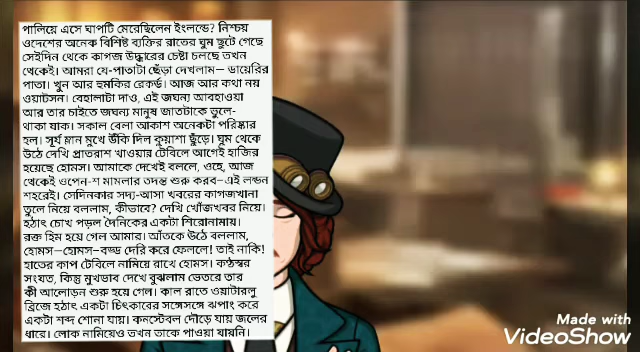 পালিয়ে এসে ঘাপটি মেরেছিলেন ইংলন্ডে? নিশ্চয়
ওদেশের অনেক বিশিষ্ট ব্যক্তির রাতের ঘুম ছুটে গেছে
সেইদিন থেকে কাগজ উদ্ধারের চেষ্টা চলছে তখন
থেকেই। আমরা যে-পাতাটা ছেঁড়া দেখলাম— ডায়েরির
পাতা। খুন আর হুমকির রেকর্ড। আজ আর কথা নয়
ওয়াটসন। বেহালাটা দাও, এই জঘন্য আবহাওয়া
আর তার চাইতে জঘন্য মানুষ জাতটাকে ভুলে-
থাকা যাক। সকাল বেলা আকাশ অনেকটা পরিষ্কার
হল। সূর্য ম্লান মুখে উঁকি দিল কুয়াশা ফুঁড়ে। ঘুম থেকে
উঠে দেখি প্রাতরাশ খাওয়ার টেবিলে আগেই হাজির
হয়েছে হোমস। আমাকে দেখেই বললে, ওহে, আজ
থেকেই ওপেন-শ মামলার তদন্ত শুরু করব–এই লন্ডন
শহরেই। সেদিনকার সদ্য-আসা খবরের কাগজখানা
তুলে নিয়ে বললাম, কীভাবে? দেখি খোঁজখবর নিয়ে।
হঠাৎ চোখ পড়ল দৈনিকের একটা শিরোনামায়।
রক্ত হিম হয়ে গেল আমার। আঁতকে উঠে বললাম,
হোমস–হোমস–বড্ড দেরি করে ফেললে! তাই নাকি!
হাতের কাপ টেবিলে নামিয়ে রাখে হোমস। কণ্ঠস্বর
সংযত, কিন্তু মুখভাব দেখে বুঝলাম ভেতরে তার
কী আলোড়ন শুরু হয়ে গেল। কাল রাতে ওয়াটারলু
ব্রিজে হঠাৎ একটা চিৎকারের সঙ্গেসঙ্গে ঝপাং করে
একটা শব্দ শোনা যায়। কনস্টেবল দৌড়ে যায় জলের
ধারে। লোক নামিয়েও তখন তাকে পাওয়া যায়নি।
Made with
VideoShow